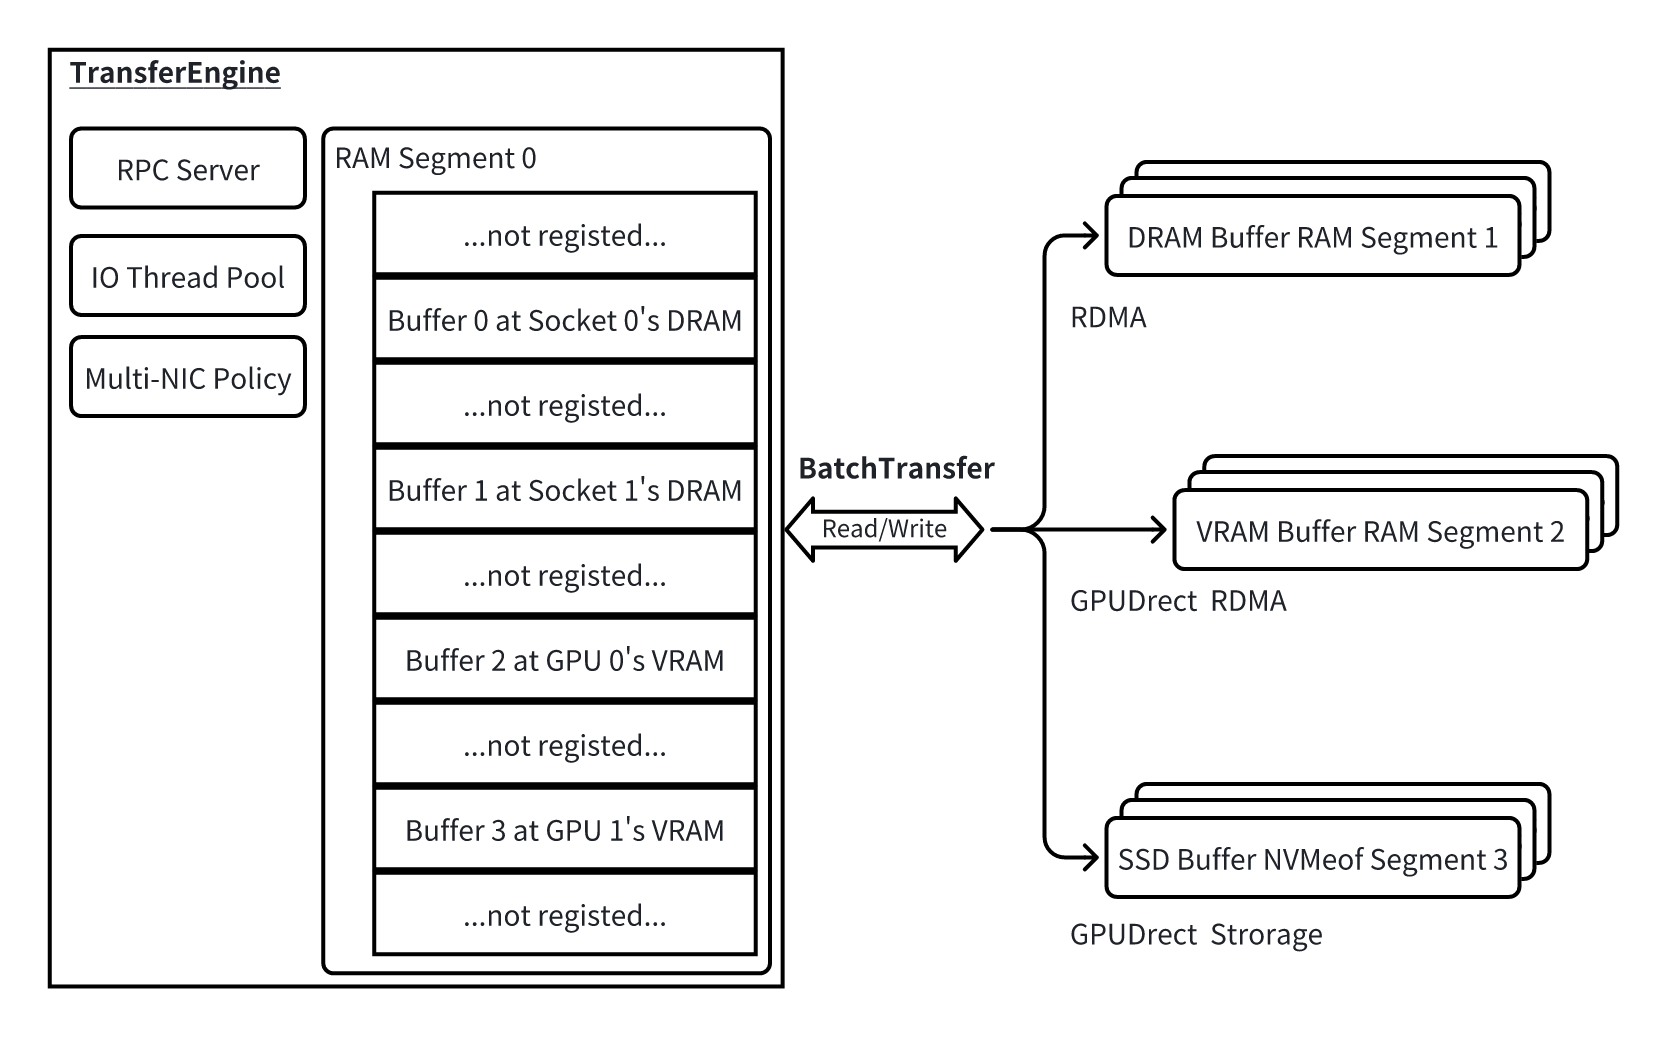 TransferEngine
RPC Server
IO Thread Pool
Multi-NIC Policy
RAM Segment 0
...not registed...
Buffer 0 at Socket 0's DRAM
...not registed...
Buffer 1 at Socket 1's DRAM
...not registed...
Buffer 2 at GPU 0's VRAM
...not registed...
Buffer 3 at GPU 1's VRAM
...not registed...
BatchTransfer
Read/Write
DRAM Buffer RAM Segment 1
RDMA
VRAM Buffer RAM Segment 2
GPUDrect RDMA
SSD Buffer NVMeof Segment 3
GPUDrect Strorage